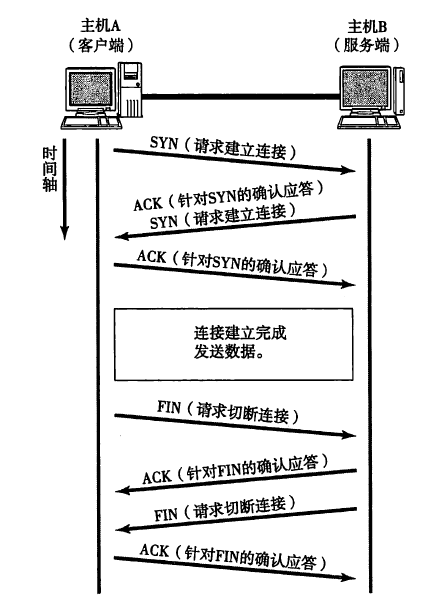 主机A
（客户端）
主机B
（服务端）
时间轴
SYN（请求建立连接）
ACK（针对SYN的确认应答）
SYN（请求建立连接）
ACK（针对SYN的确认应答）
连接建立完成
发送数据。
FIN（请求切断连接）
ACK（针对FIN的确认应答）
FIN（请求切断连接）
ACK（针对FIN的确认应答）